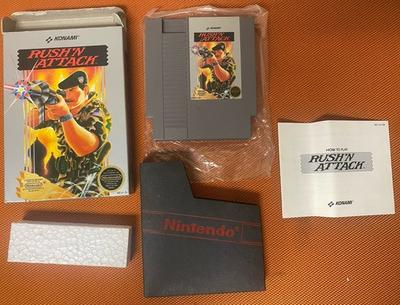 KONAMI
RUSH'N
ATTACK
KONAMI
RUSH'N
ATTACK
HOW TO PLAY
RUSH'N
ATTACK
KONAMI
Nintendo